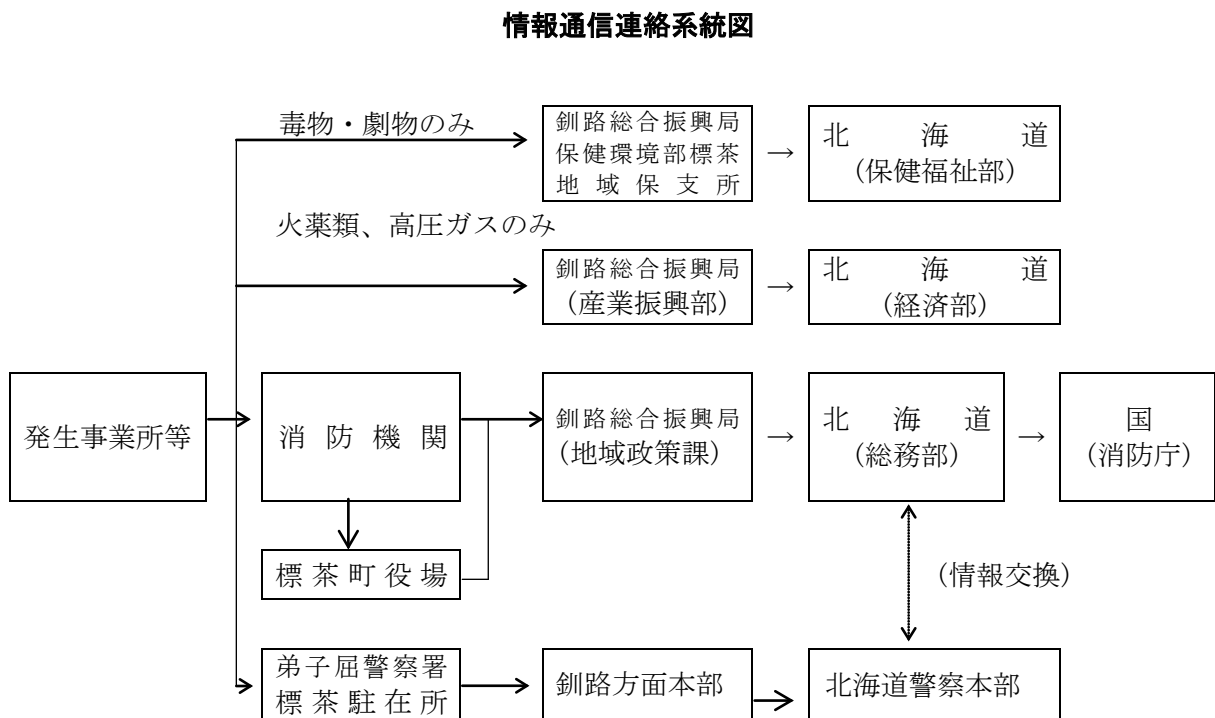 情報通信連絡系統図
毒物・劇物のみ
釧路総合振興局
保健環境部標茶
地域保支所
→
北海道
(保健福祉部)
火薬類、高圧ガスのみ
釧路総合振興局
(産業振興部)
→
北海道
(経済部)
発生事業所等
消防機関
釧路総合振興局
(地域政策課)
→
北海道
(総務部)
→
国
(消防庁)
標茶町役場
(情報交換)
弟子屈警察署
標茶駐在所
釧路方面本部
北海道警察本部